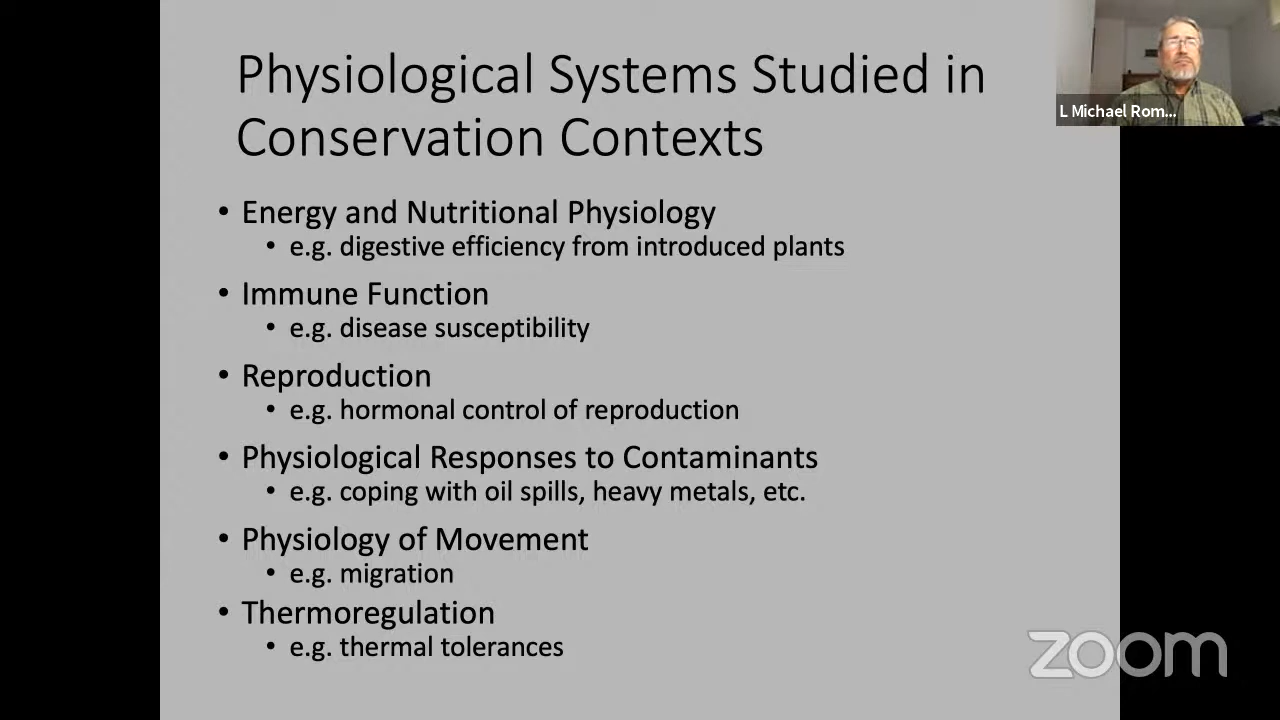 Physiological Systems Studied in
Conservation Contexts
• Energy and Nutritional Physiology
• e.g. digestive efficiency from introduced plants
• Immune Function
• e.g. disease susceptibility
• Reproduction
• e.g. hormonal control of reproduction
• Physiological Responses to Contaminants
• e.g. coping with oil spills, heavy metals, etc.
• Physiology of Movement
• e.g. migration
• Thermoregulation
• e.g. thermal tolerances
L Michael Rom...
zoom